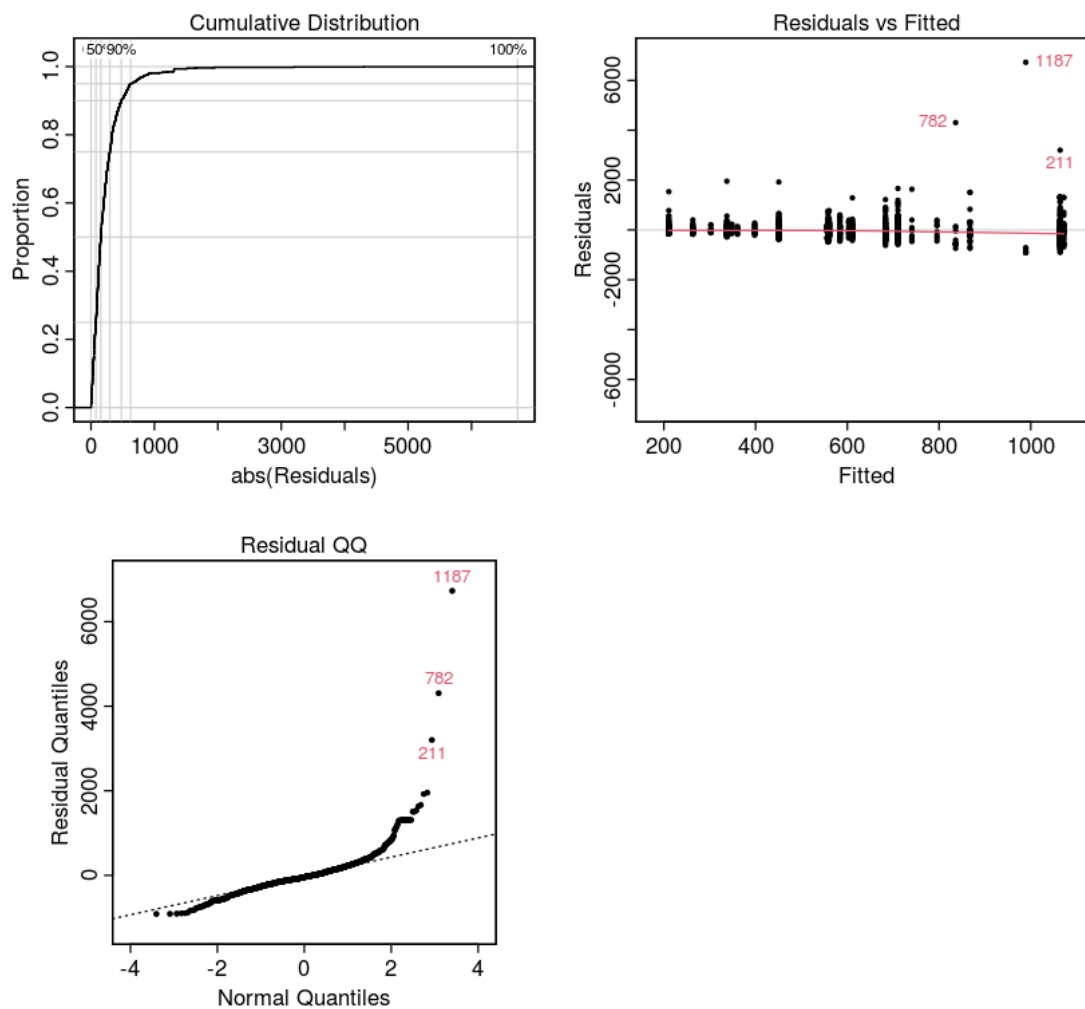 Cumulative Distribution
50% 90% 100%
Proportion
0.0 0.2 0.4 0.6 0.8 1.0
0 1000 3000 5000
abs(Residuals)
Residuals vs Fitted
1187
782
211
Residuals
-6000 -2000 2000 6000
200 400 600 800 1000
Fitted
Residual QQ
1187
782
211
Residual Quantiles
0 2000 4000 6000
-4 -2 0 2 4
Normal Quantiles